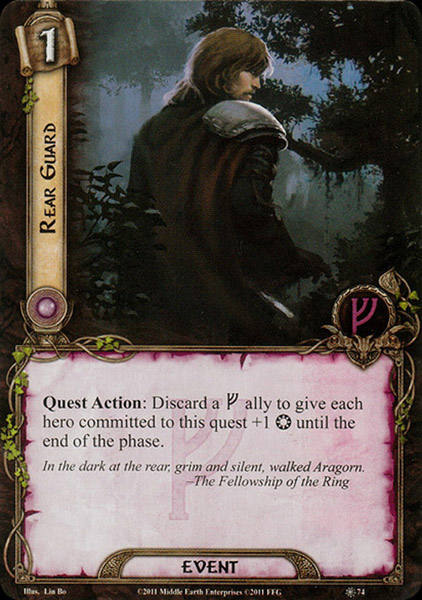 1
REAR GUARD
Quest Action: Discard a ally to give each
hero committed to this quest +1 until the
end of the phase.
In the dark at the rear, grim and silent, walked Aragorn.
–The Fellowship of the Ring
EVENT
Illus. Lin Bo
©2011 Middle Earth Enterprises ©2011 FFG
74